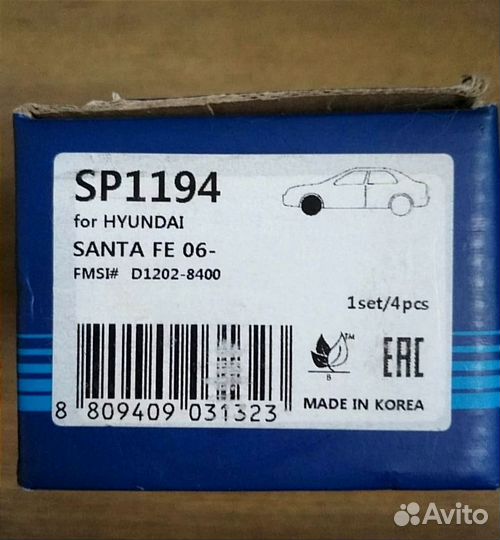 SP1194
for HYUNDAI
SANTA FE 06-
FMSI# D1202-8400
1set/4pcs
TM
B
EAC
8 809409 031323
MADE IN KOREA
Avito